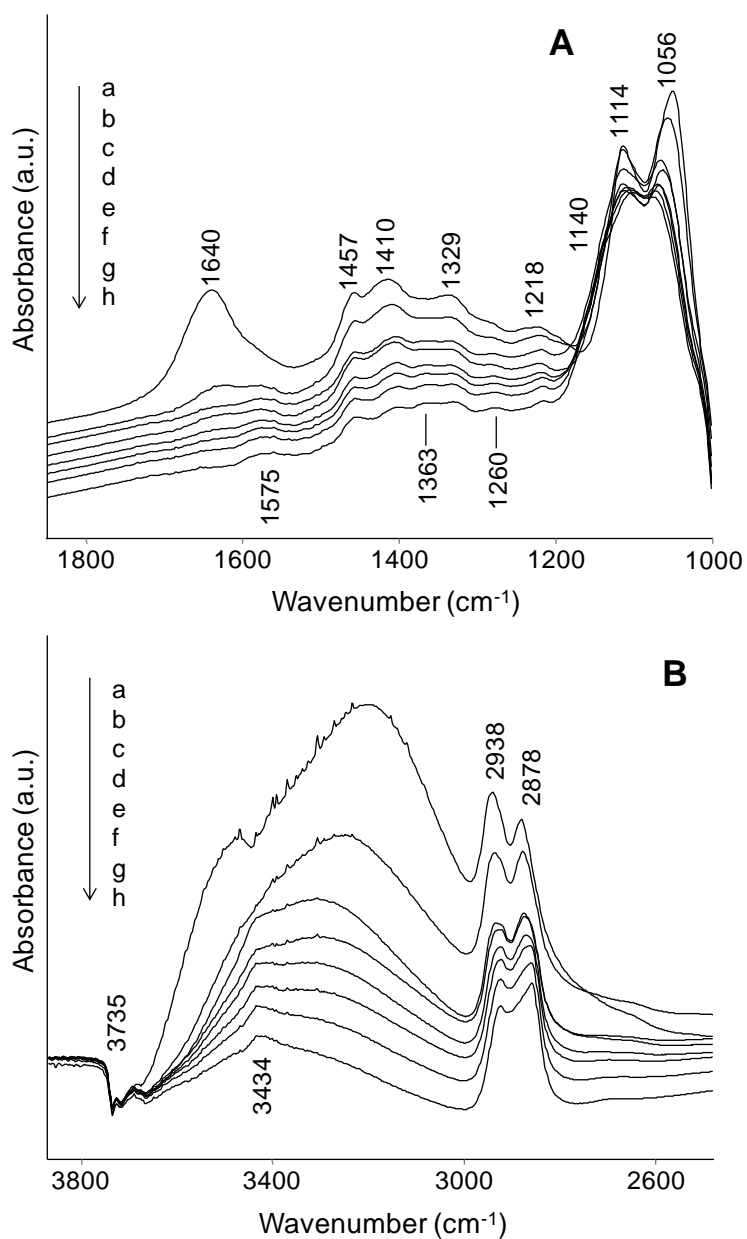 A
1056
1114
a
b
c
d
e
f
g
h
1140
1640
1457
1410
1329
1218
Absorbance (a.u.)
1575
1363
1260
1800 1600 1400 1200 1000
Wavenumber (cm-1)
B
a
b
c
d
e
f
g
h
2938
2878
Absorbance (a.u.)
3735
3434
3800 3400 3000 2600
Wavenumber (cm-1)